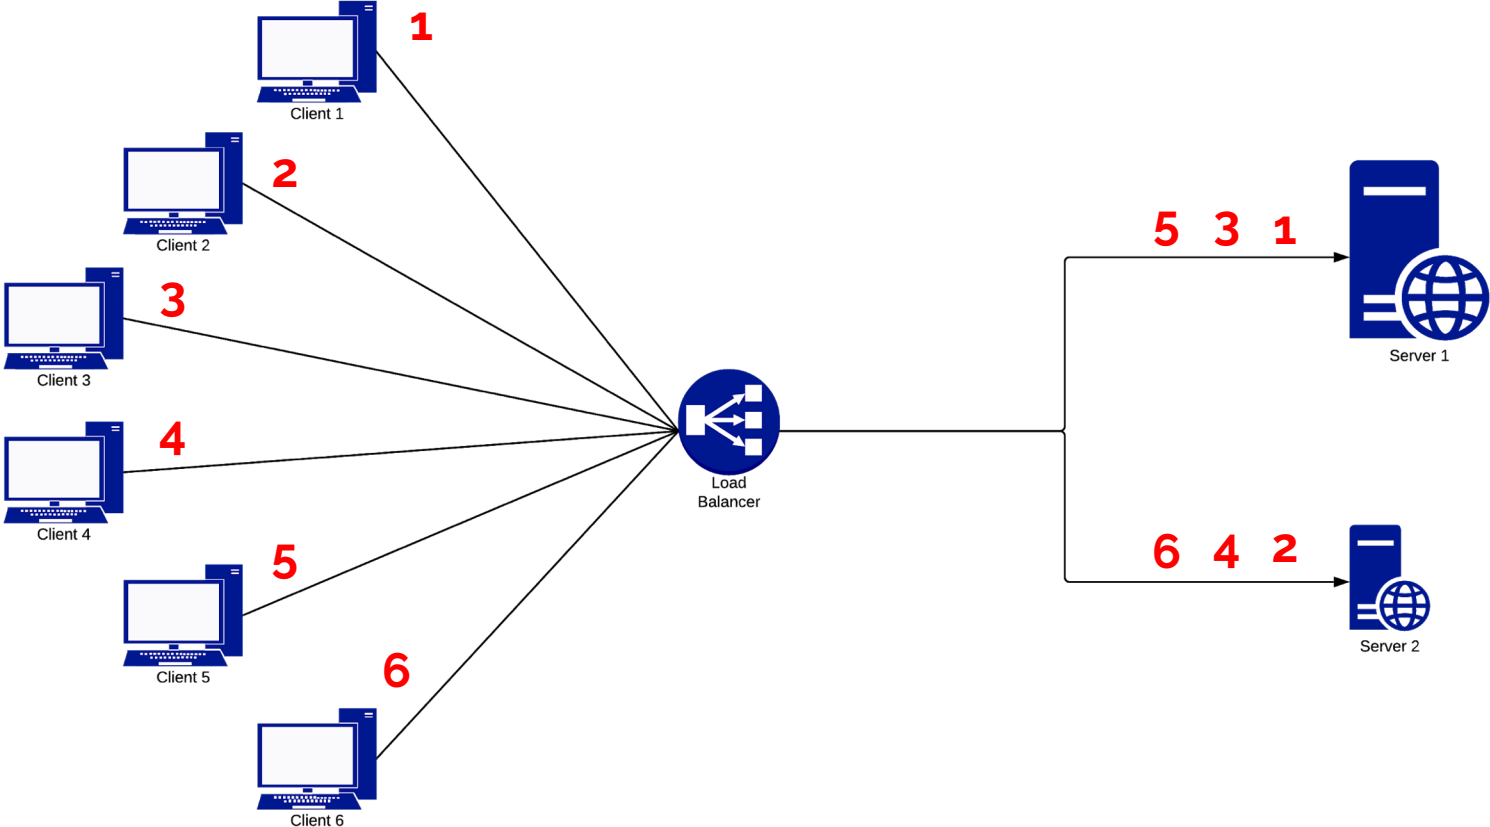 1
Client 1
2
Client 2
3
Client 3
4
Client 4
5
Client 5
6
Client 6
Load
Balancer
5 3 1
Server 1
6 4 2
Server 2